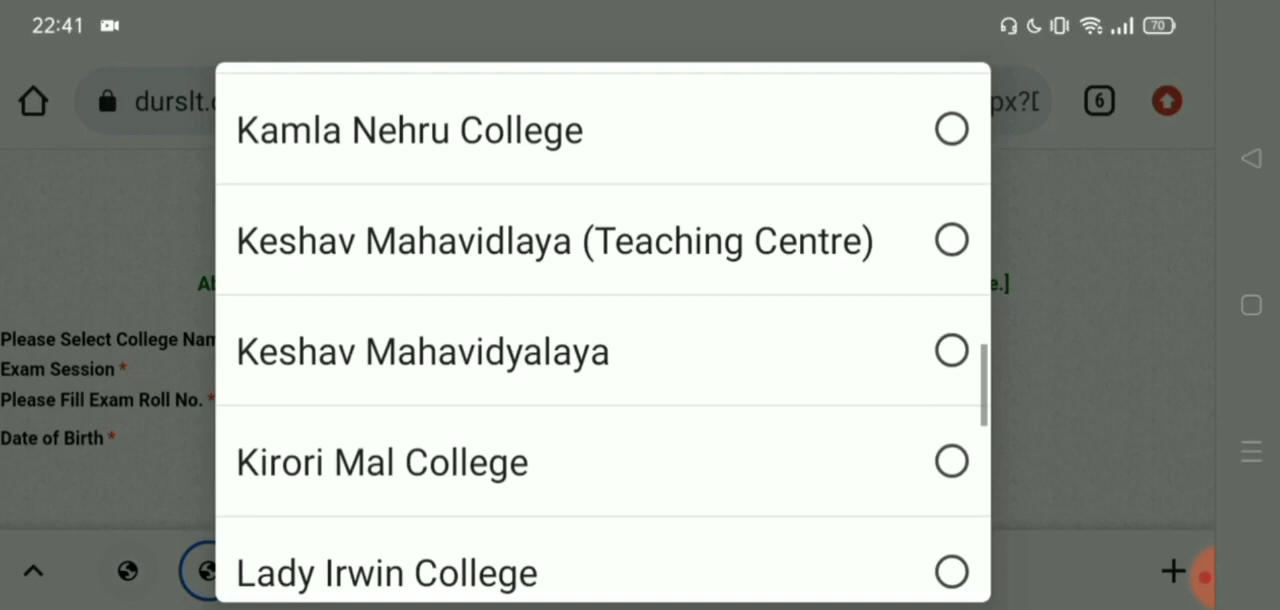 22:41
70
durslt.
px?[
6
Kamla Nehru College
Keshav Mahavidlaya (Teaching Centre)
e.]
Please Select College Nam
Keshav Mahavidyalaya
Exam Session *
Please Fill Exam Roll No. *
Date of Birth *
Kirori Mal College
Lady Irwin College